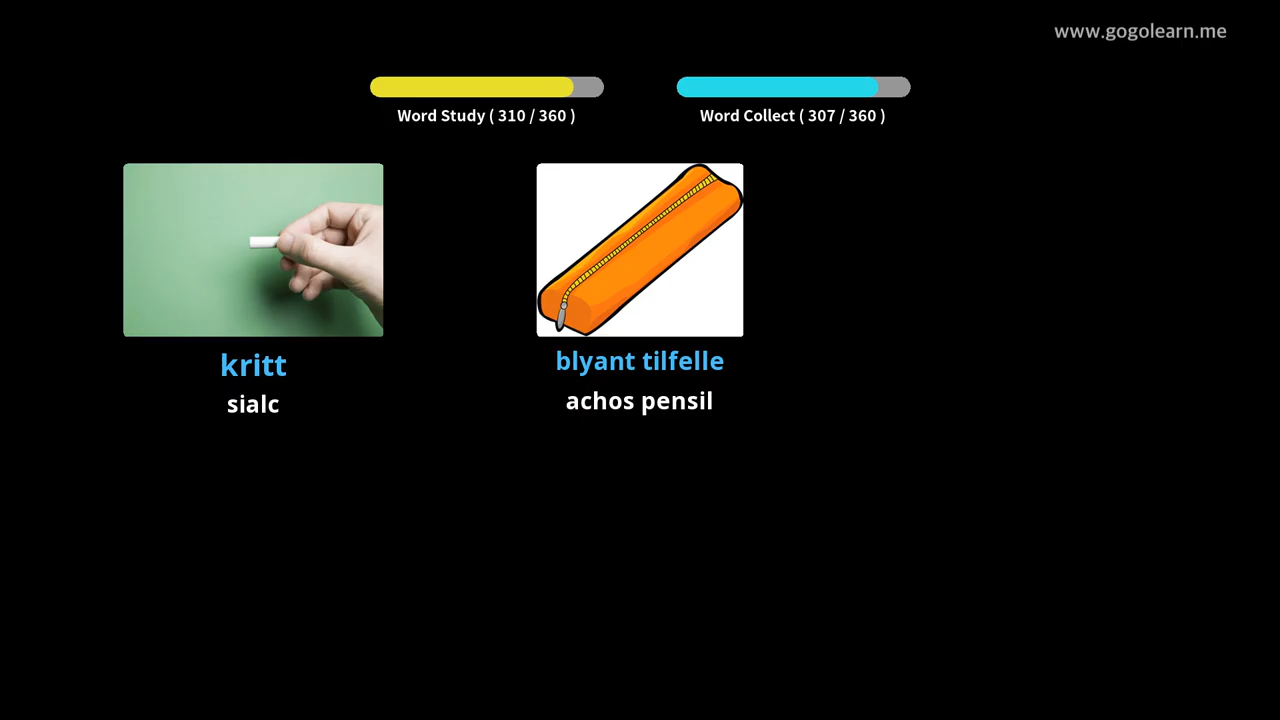 www.gogolearn.me
Word Study ( 310 / 360 )
Word Collect ( 307 / 360 )
kritt
sialc
blyant tilfelle
achos pensil